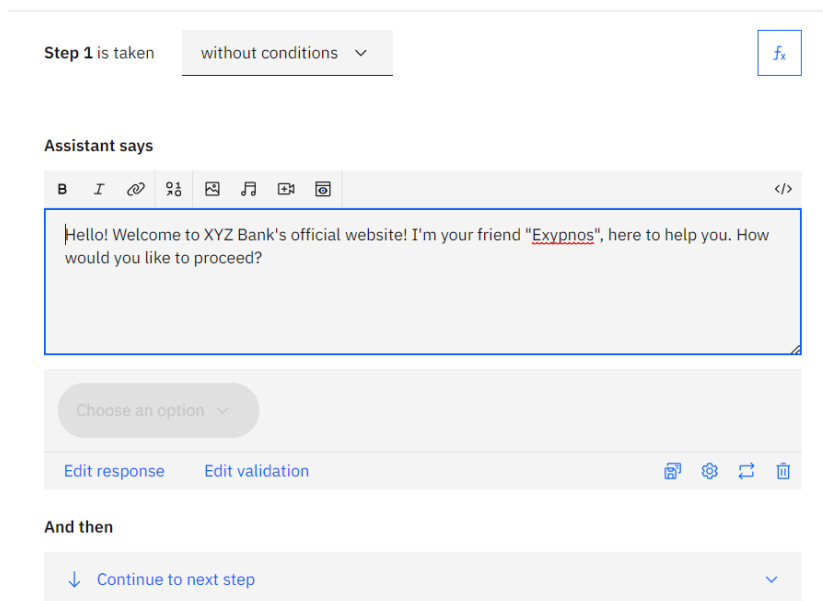 Step 1 is taken without conditions
Assistant says
B I
Hello! Welcome to XYZ Bank's official website! I'm your friend "Exypnos", here to help you. How
would you like to proceed?
Choose an option
Edit response Edit validation
And then
Continue to next step